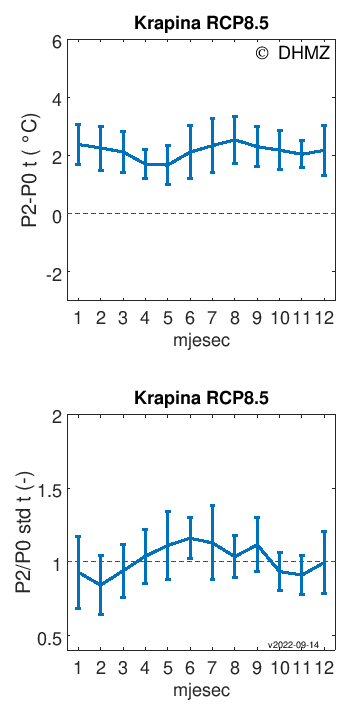 Krapina RCP8.5
© DHMZ
6
4
2
0
-2
P2-P0 t ( °C)
1 2 3 4 5 6 7 8 9 10 11 12
mjesec
Krapina RCP8.5
2
1.5
1
0.5
P2/P0 std t (-)
v2022-09-14
1 2 3 4 5 6 7 8 9 10 11 12
mjesec